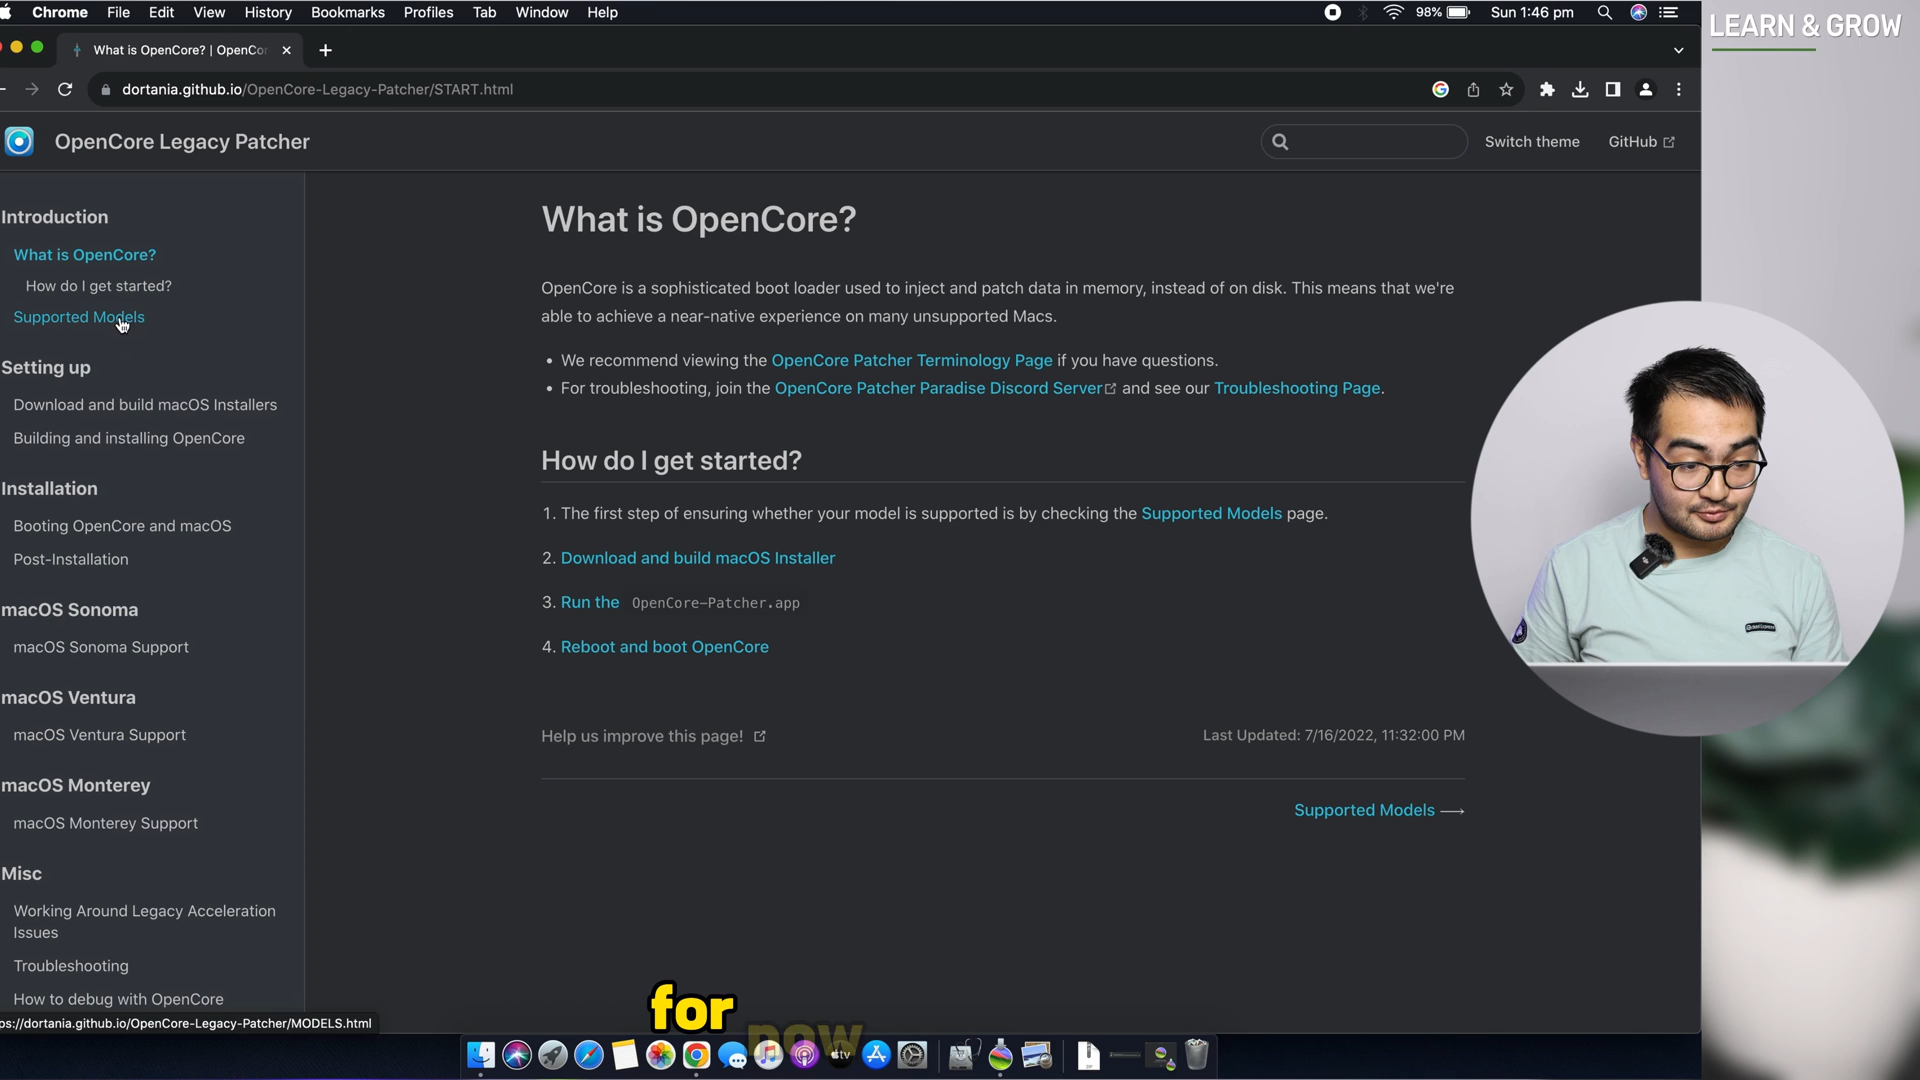 Chrome File Edit View History Bookmarks Profiles Tab Window Help
98% Sun 1:46 pm
LEARN & GROW
What is OpenCore? | OpenCo
dortania.github.io/OpenCore-Legacy-Patcher/START.html
OpenCore Legacy Patcher
Switch theme GitHub
Introduction
What is OpenCore?
How do I get started?
Supported Models
Setting up
Download and build macOS Installers
Building and installing OpenCore
Installation
Booting OpenCore and macOS
Post-Installation
macOS Sonoma
macOS Sonoma Support
macOS Ventura
macOS Ventura Support
macOS Monterey
macOS Monterey Support
Misc
Working Around Legacy Acceleration
Issues
Troubleshooting
How to debug with OpenCore
ps://dortania.github.io/OpenCore-Legacy-Patcher/MODELS.html
What is OpenCore?
OpenCore is a sophisticated boot loader used to inject and patch data in memory, instead of on disk. This means that we're
able to achieve a near-native experience on many unsupported Macs.
• We recommend viewing the OpenCore Patcher Terminology Page if you have questions.
• For troubleshooting, join the OpenCore Patcher Paradise Discord Server and see our Troubleshooting Page.
How do I get started?
1. The first step of ensuring whether your model is supported is by checking the Supported Models page.
2. Download and build macOS Installer
3. Run the OpenCore-Patcher.app
4. Reboot and boot OpenCore
Help us improve this page!
Last Updated: 7/16/2022, 11:32:00 PM
Supported Models
for now
tv